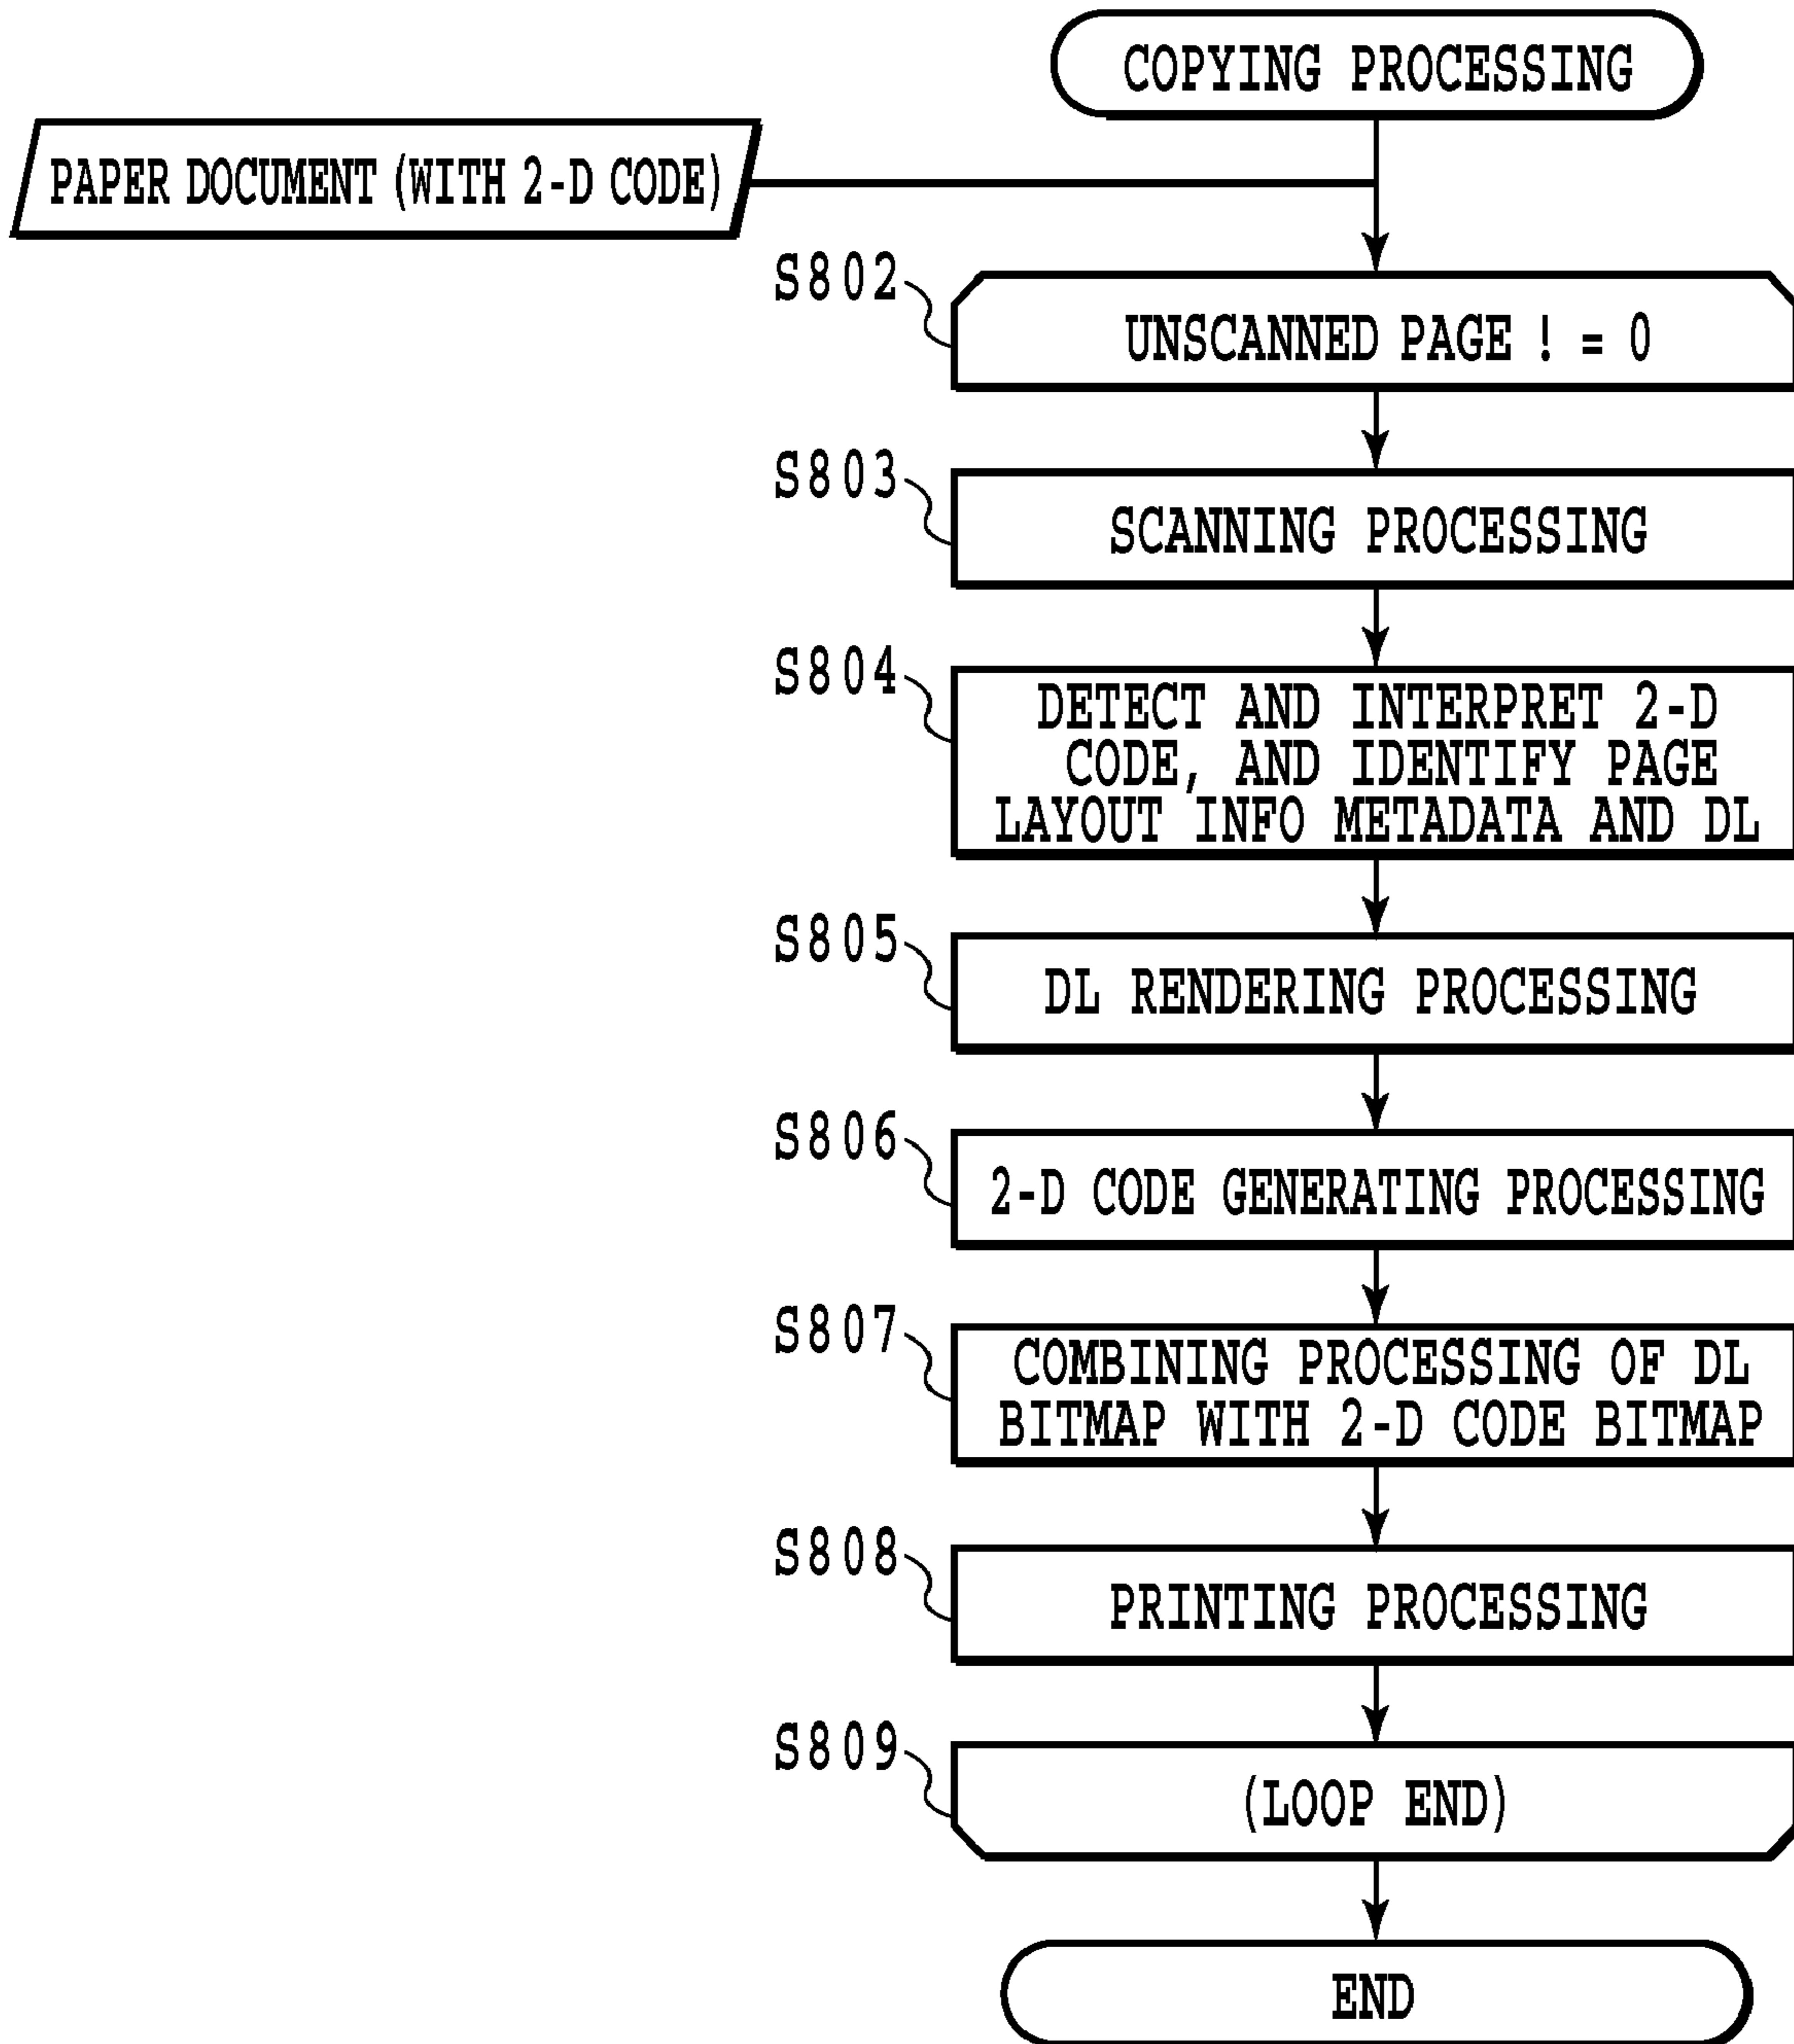 COPYING PROCESSING
PAPER DOCUMENT (WITH 2-D CODE)
S802
UNSCANNED PAGE ! = 0
S803
SCANNING PROCESSING
S804
DETECT AND INTERPRET 2-D
CODE, AND IDENTIFY PAGE
LAYOUT INFO METADATA AND DL
S805
DL RENDERING PROCESSING
S806
2-D CODE GENERATING PROCESSING
S807
COMBINING PROCESSING OF DL
BITMAP WITH 2-D CODE BITMAP
S808
PRINTING PROCESSING
S809
(LOOP END)
END